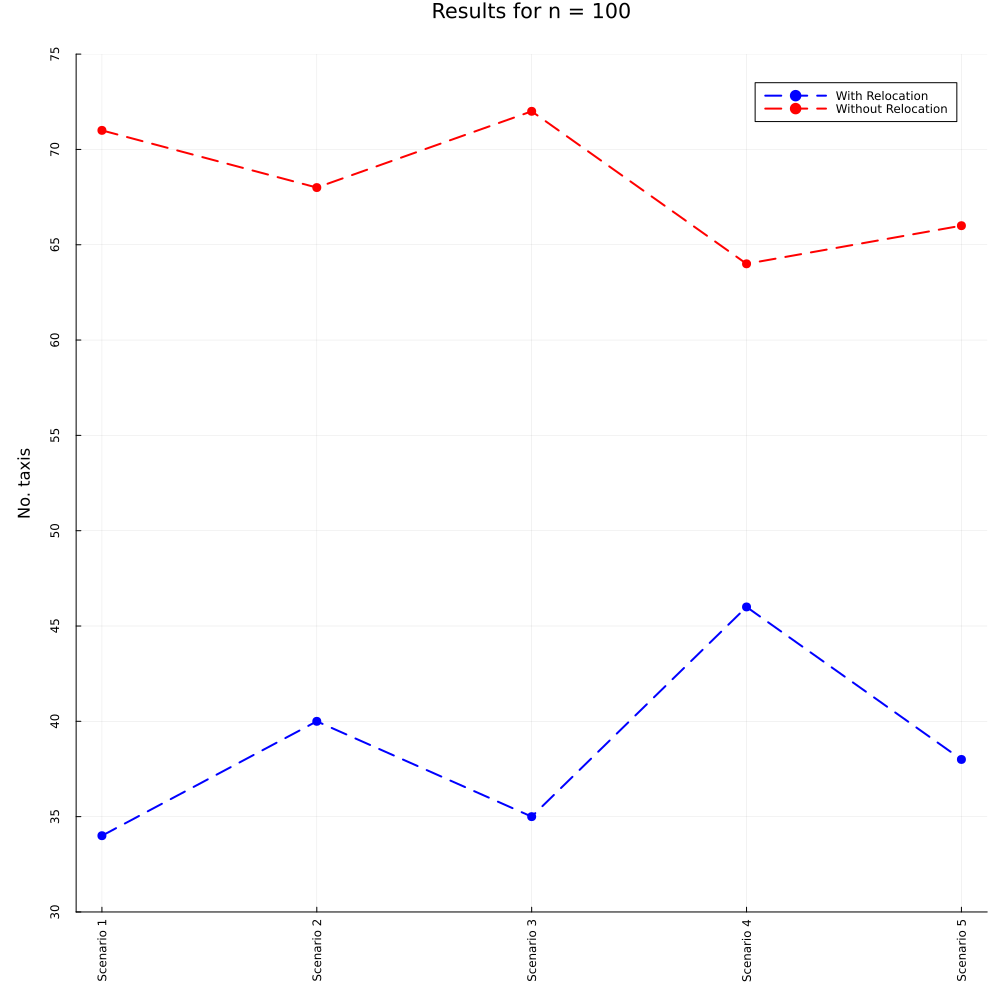 Results for n = 100
With Relocation
Without Relocation
No. taxis
75
70
65
60
55
50
45
40
35
30
Scenario 1
Scenario 2
Scenario 3
Scenario 4
Scenario 5